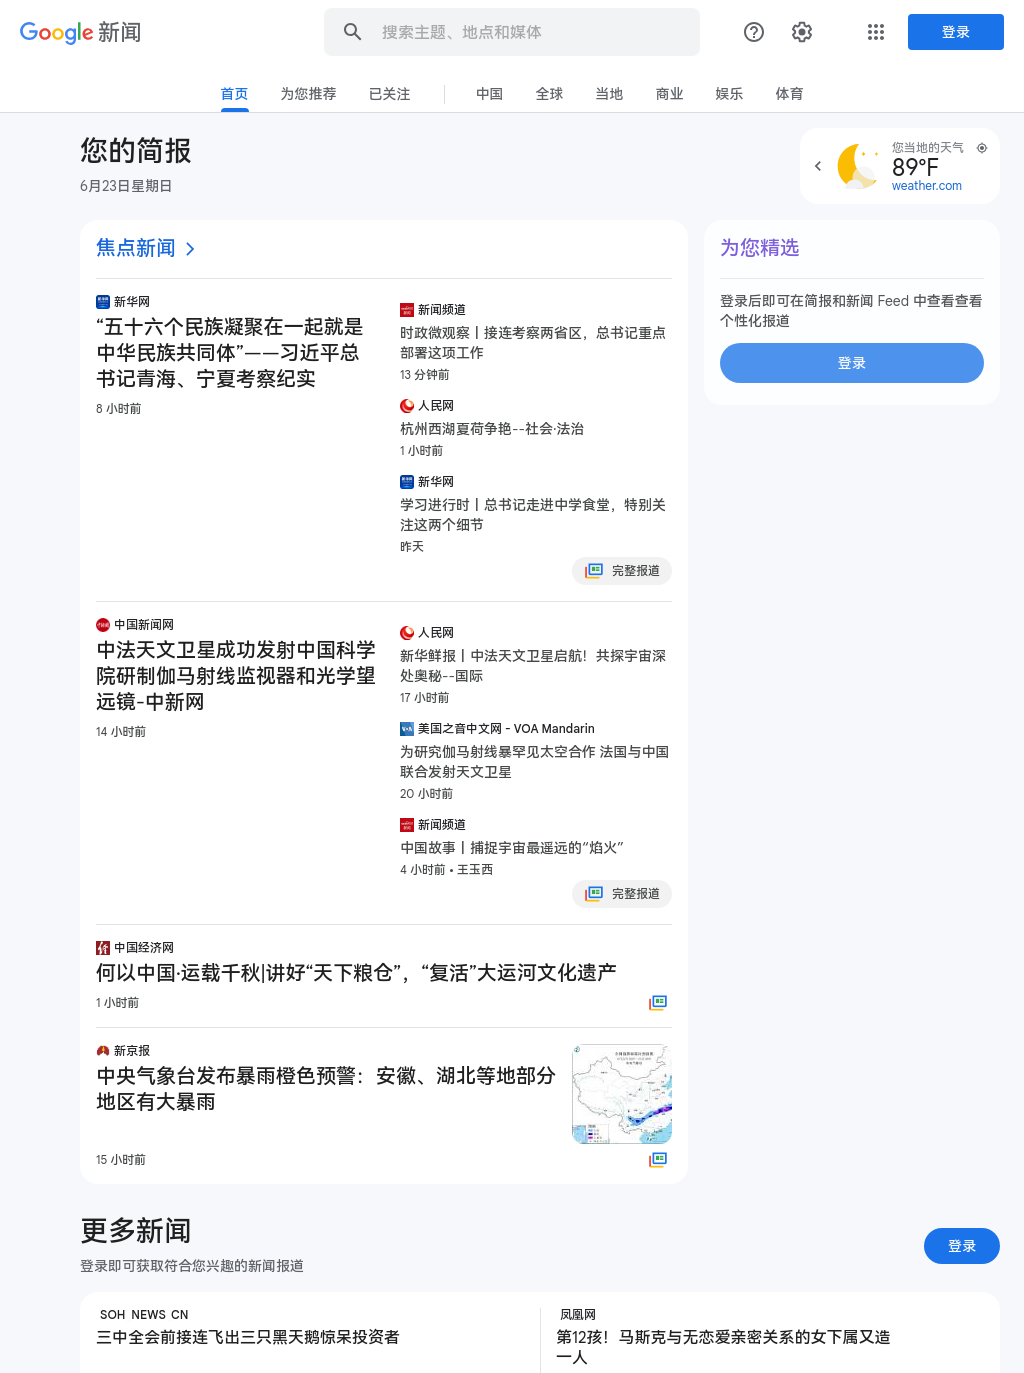 Google 新闻
搜索主题、地点和媒体
登录
首页
为您推荐
已关注
中国
全球
当地
商业
娱乐
体育
您的简报
6月23日星期日
您当地的天气
89°F
weather.com
焦点新闻
新华网
“五十六个民族凝聚在一起就是
中华民族共同体”——习近平总
书记青海、宁夏考察纪实
8 小时前
新闻频道
时政微观察丨接连考察两省区，总书记重点
部署这项工作
13 分钟前
人民网
杭州西湖夏荷争艳--社会·法治
1 小时前
新华网
学习进行时丨总书记走进中学食堂，特别关
注这两个细节
昨天
完整报道
中国新闻网
中法天文卫星成功发射中国科学
院研制伽马射线监视器和光学望
远镜-中新网
14 小时前
人民网
新华鲜报丨中法天文卫星启航！共探宇宙深
处奥秘--国际
17 小时前
美国之音中文网 - VOA Mandarin
为研究伽马射线暴罕见太空合作 法国与中国
联合发射天文卫星
20 小时前
新闻频道
中国故事丨捕捉宇宙最遥远的“焰火”
4 小时前 • 王玉西
完整报道
中国经济网
何以中国·运载千秋|讲好“天下粮仓”，“复活”大运河文化遗产
1 小时前
新京报
中央气象台发布暴雨橙色预警：安徽、湖北等地部分
地区有大暴雨
15 小时前
为您精选
登录后即可在简报和新闻 Feed 中查看查看
个性化报道
登录
更多新闻
登录即可获取符合您兴趣的新闻报道
登录
SOH NEWS CN
三中全会前接连飞出三只黑天鹅惊呆投资者
凤凰网
第12孩！马斯克与无恋爱亲密关系的女下属又造
一人